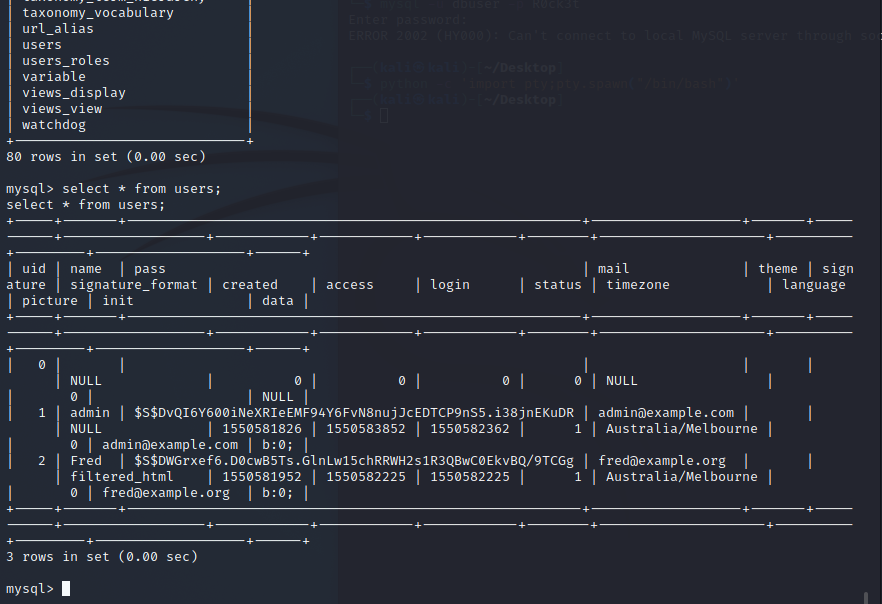 taxonomy_vocabulary
Enter password:
| url_alias |
ERROR 2002 (HY000): Can't connect to local MySQL server through
| users |
| users_roles |
| variable |
~/Desktop
| views_display |
| views_view |
~/Desktop
| watchdog |
+-----------------------------+
80 rows in set (0.00 sec)
mysql> select * from users;
select * from users;
| uid | name | pass | mail | theme | sign
ature | signature_format | created | access | login | status | timezone | language
| picture | init | data |
| 0 | | | | |
| NULL | 0 | 0 | 0 | 0 | NULL |
| 0 | | NULL |
| 1 | admin | $S$DvQI6Y600iNeXRIeEMF94Y6FvN8nujJcEDTCP9nS5.i38jnEKuDR | admin@example.com | |
| NULL | 1550581826 | 1550583852 | 1550582362 | 1 | Australia/Melbourne |
| 0 | admin@example.com | b:0; |
| 2 | Fred | $S$DWGrxef6.D0cwB5Ts.GlnLw15chRRWH2s1R3QBwC0EkvBQ/9TCGg | fred@example.org | |
| filtered_html | 1550581952 | 1550582225 | 1550582225 | 1 | Australia/Melbourne |
| 0 | fred@example.org | b:0; |
3 rows in set (0.00 sec)
mysql>